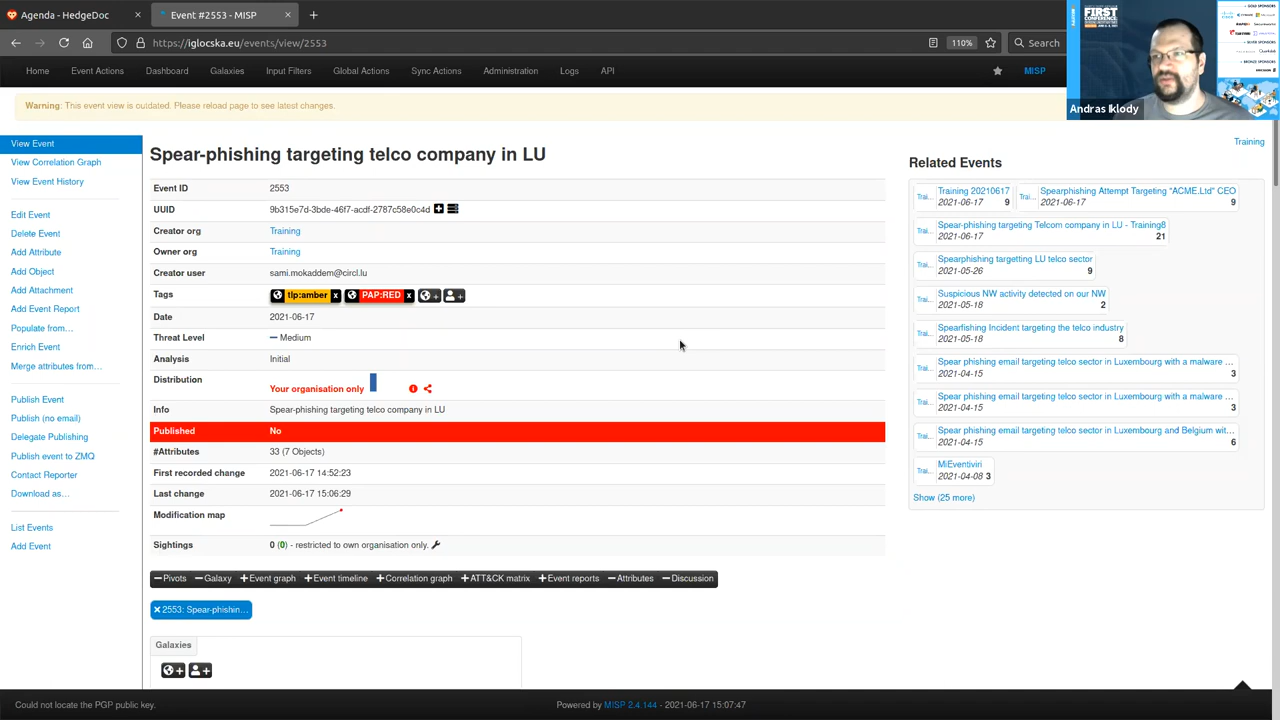 Agenda - HedgeDoc
Event #2553 - MISP
https://iglocska.eu/events/view/2553
110%
Search
Home
Event Actions
Dashboard
Galaxies
Input Filters
Global Actions
Sync Actions
Administration
Logs
API
MISP
Andras Iklody
FIRST
CONFERENCE
Warning: This event view is outdated. Please reload page to see latest changes.
View Event
View Correlation Graph
View Event History
Edit Event
Delete Event
Add Attribute
Add Object
Add Attachment
Add Event Report
Populate from...
Enrich Event
Merge attributes from...
Publish Event
Publish (no email)
Delegate Publishing
Publish event to ZMQ
Contact Reporter
Download as...
List Events
Add Event
Spear-phishing targeting telco company in LU
Event ID 2553
UUID 9b315e7d-3bde-46f7-acdf-2787c58e0c4d
Creator org Training
Owner org Training
Creator user sami.mokaddem@circl.lu
Tags tlp:amber x PAP:RED x
Date 2021-06-17
Threat Level Medium
Analysis Initial
Distribution Your organisation only
Info Spear-phishing targeting telco company in LU
Published No
#Attributes 33 (7 Objects)
First recorded change 2021-06-17 14:52:23
Last change 2021-06-17 15:06:29
Modification map
Sightings 0 (0) - restricted to own organisation only.
Pivots Galaxy Event graph Event timeline Correlation graph ATT&CK matrix Event reports Attributes Discussion
2553: Spear-phishin...
Galaxies
Training
Related Events
Trai... Training 20210617
2021-06-17 9
Trai... Spearphishing Attempt Targeting "ACME.Ltd" CEO
2021-06-17 9
Trai... Spear-phishing targeting Telcom company in LU - Training8
2021-06-17 21
Trai... Spearphishing targetting LU telco sector
2021-05-26 9
Trai... Suspicious NW activity detected on our NW
2021-05-18 2
Trai... Spearfishing Incident targeting the telco industry
2021-05-18 8
Trai... Spear phishing email targeting telco sector in Luxembourg with a malware ...
2021-04-15 3
Trai... Spear phishing email targeting telco sector in Luxembourg with a malware ...
2021-04-15 3
Trai... Spear phishing email targeting telco sector in Luxembourg and Belgium wit...
2021-04-15 6
Trai... MiEventiviri
2021-04-08 3
Show (25 more)
Could not locate the PGP public key.
Powered by MISP 2.4.144 - 2021-06-17 15:07:47